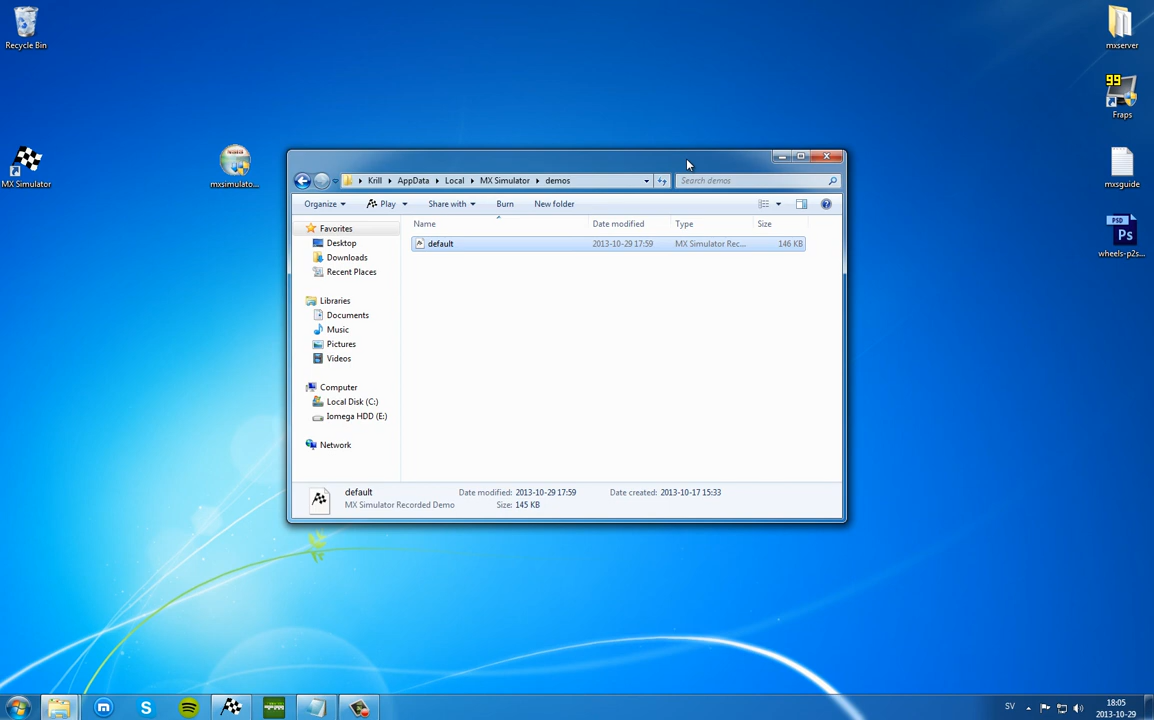 Recycle Bin
mxserver
99
Fraps
MX Simulator
mxsimulato...
mxsguide
PSD
Ps
wheels-p2s...
Krill
AppData
Local
MX Simulator
demos
Search demos
Organize
Play
Share with
Burn
New folder
Name
Date modified
Type
Size
Favorites
default
2013-10-29 17:59
MX Simulator Rec...
146 KB
Desktop
Downloads
Recent Places
Libraries
Documents
Music
Pictures
Videos
Computer
Local Disk (C:)
Iomega HDD (E:)
Network
default
Date modified: 2013-10-29 17:59
Date created: 2013-10-17 15:33
MX Simulator Recorded Demo
Size: 145 KB
SV
18:05
2013-10-29